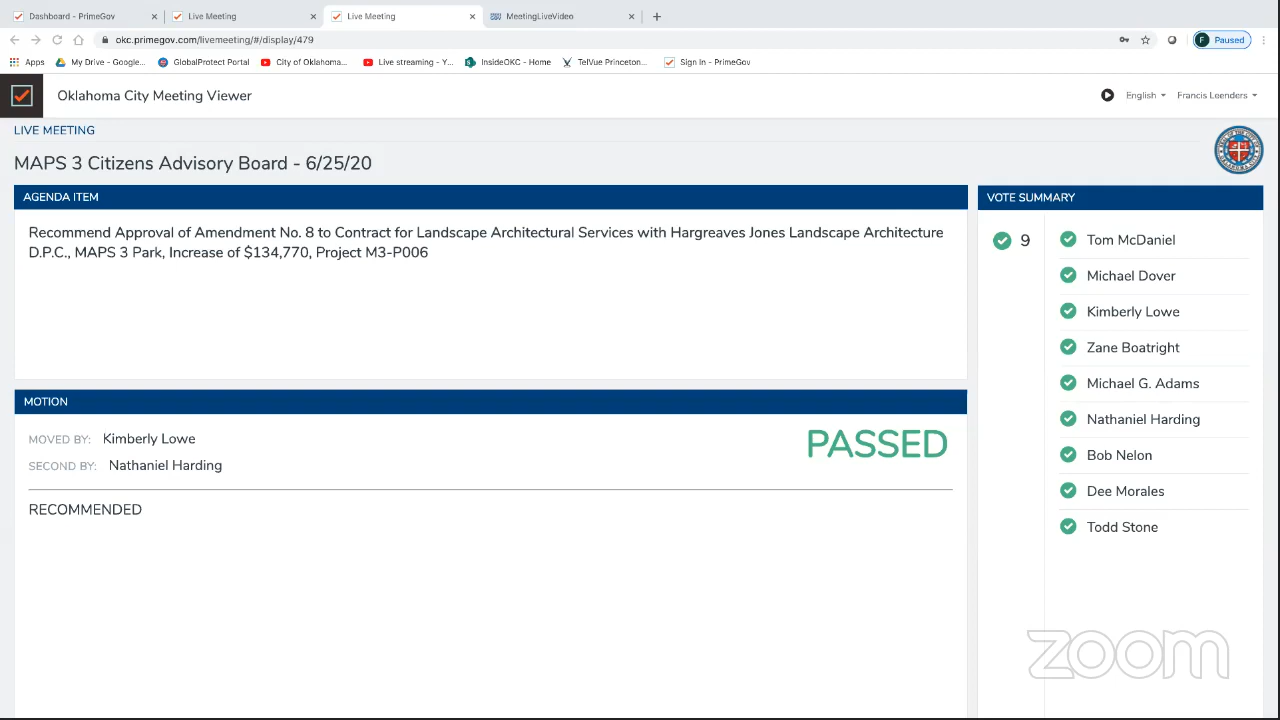 Dashboard - PrimeGov
Live Meeting
Live Meeting
MeetingLiveVideo
okc.primegov.com/livemeeting/#/display/479
F Paused
Apps
My Drive - Google...
GlobalProtect Portal
City of Oklahoma...
Live streaming - Y...
InsideOKC - Home
TelVue Princeton...
Sign In - PrimeGov
Oklahoma City Meeting Viewer
English
Francis Leenders
LIVE MEETING
MAPS 3 Citizens Advisory Board - 6/25/20
AGENDA ITEM
Recommend Approval of Amendment No. 8 to Contract for Landscape Architectural Services with Hargreaves Jones Landscape Architecture
D.P.C., MAPS 3 Park, Increase of $134,770, Project M3-P006
MOTION
MOVED BY: Kimberly Lowe
SECOND BY: Nathaniel Harding
PASSED
RECOMMENDED
VOTE SUMMARY
9
Tom McDaniel
Michael Dover
Kimberly Lowe
Zane Boatright
Michael G. Adams
Nathaniel Harding
Bob Nelon
Dee Morales
Todd Stone
zoom